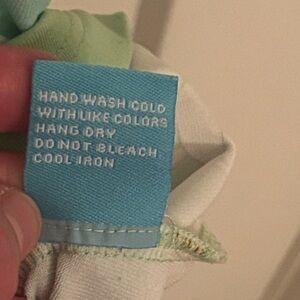 HAND WASH COLD
WITH LIKE COLORS
HANG DRY
DO NOT BLEACH
COOL IRON